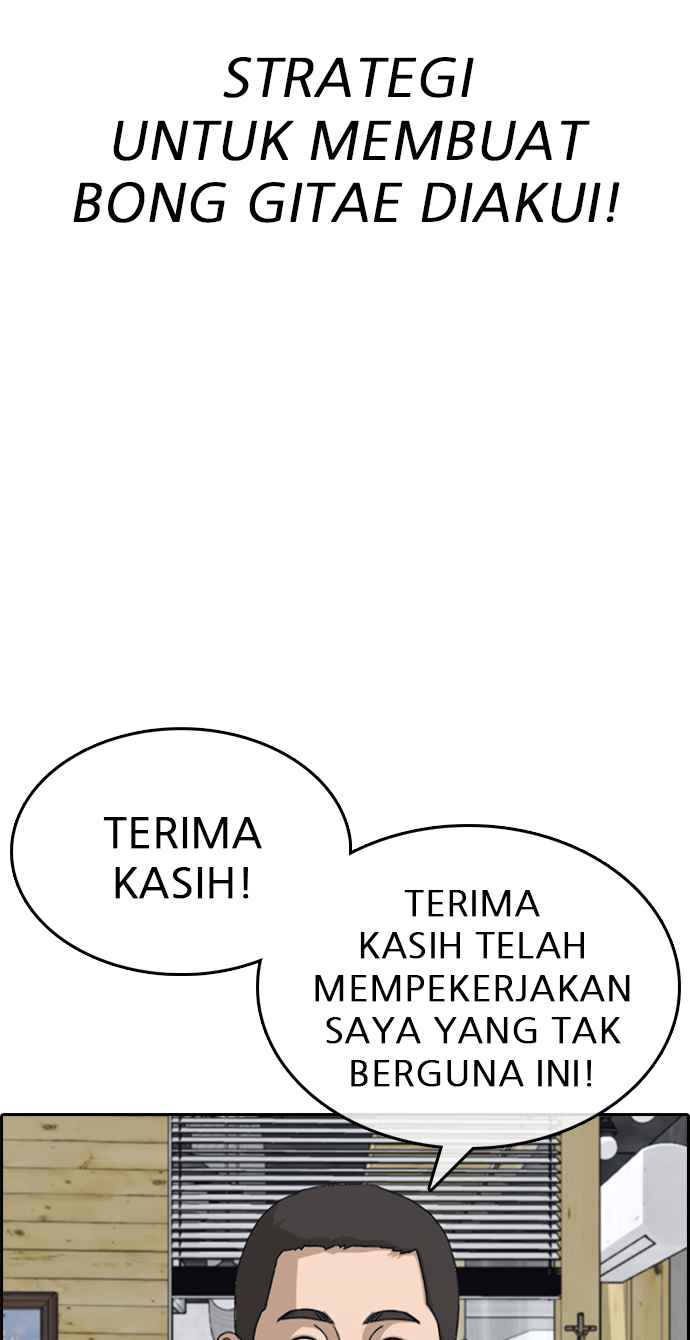 STRATEGI
UNTUK MEMBUAT
BONG GITAE DIAKUI!
TERIMA
KASIH!
TERIMA
KASIH TELAH
MEMPEKERJAKAN
SAYA YANG TAK
BERGUNA INI!